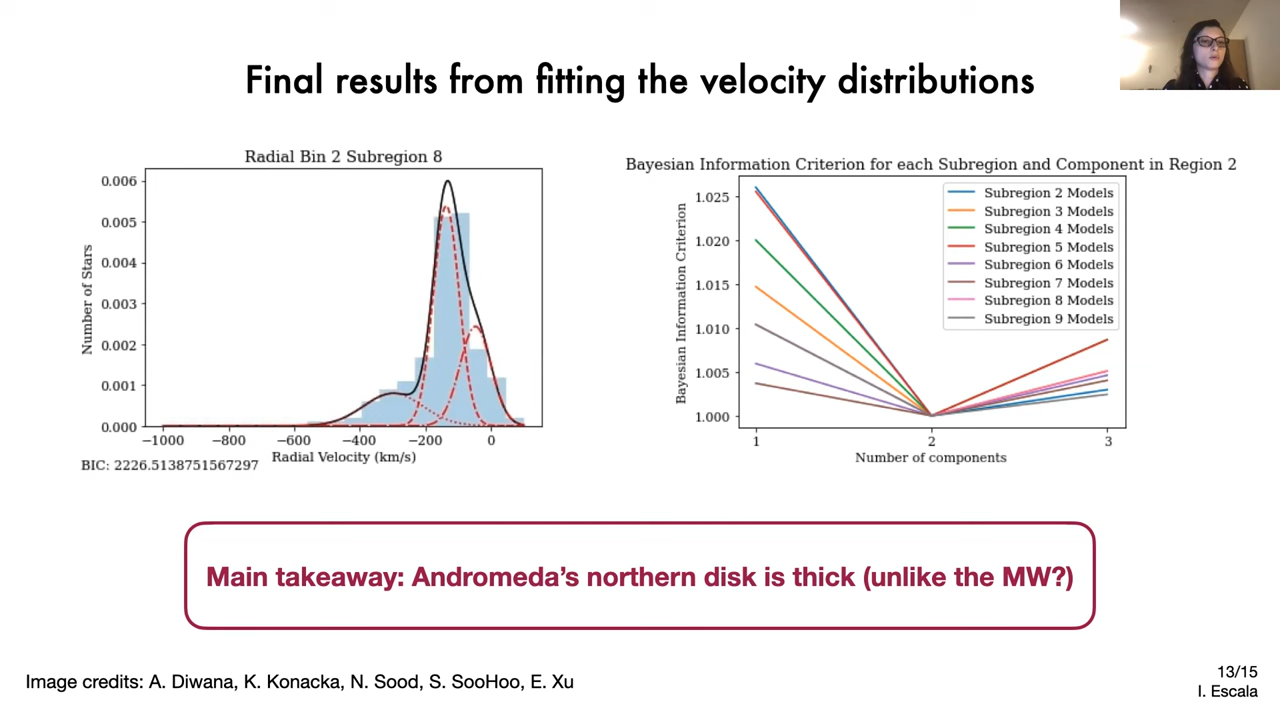 Final results from fitting the velocity distributions
Radial Bin 2 Subregion 8
Number of Stars
0.006
0.005
0.004
0.003
0.002
0.001
0.000
−1000 −800 −600 −400 −200 0
Radial Velocity (km/s)
BIC: 2226.5138751567297
Bayesian Information Criterion for each Subregion and Component in Region 2
Bayesian Information Criterion
1.025
1.020
1.015
1.010
1.005
1.000
Subregion 2 Models
Subregion 3 Models
Subregion 4 Models
Subregion 5 Models
Subregion 6 Models
Subregion 7 Models
Subregion 8 Models
Subregion 9 Models
1 2 3
Number of components
Main takeaway: Andromeda’s northern disk is thick (unlike the MW?)
Image credits: A. Diwana, K. Konacka, N. Sood, S. SooHoo, E. Xu
13/15
I. Escala